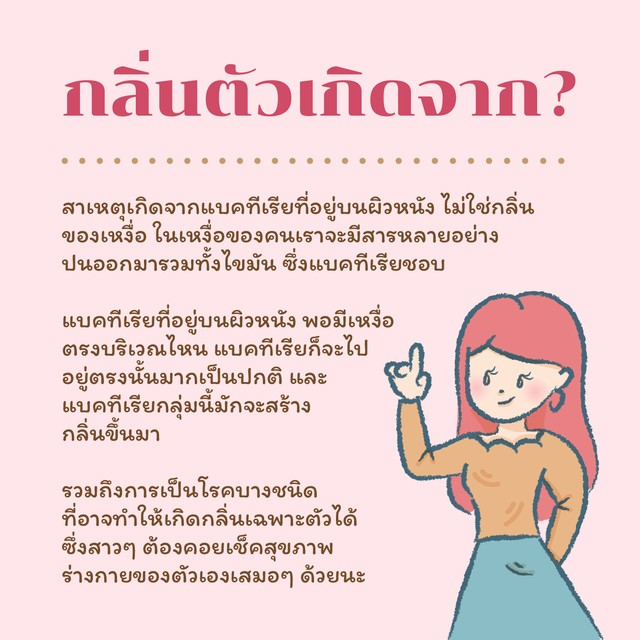 กลิ่นตัวเกิดจาก?
สาเหตุเกิดจากแบคทีเรียที่อยู่บนผิวหนัง ไม่ใช่กลิ่น
ของเหงื่อ ในเหงื่อของคนเราจะมีสารหลายอย่าง
ปนออกมารวมทั้งไขมัน ซึ่งแบคทีเรียชอบ
แบคทีเรียที่อยู่บนผิวหนัง พอมีเหงื่อ
ตรงบริเวณไหน แบคทีเรียก็จะไป
อยู่ตรงนั้นมากเป็นปกติ และ
แบคทีเรียกลุ่มนี้มักจะสร้าง
กลิ่นขึ้นมา
รวมถึงการเป็นโรคบางชนิด
ที่อาจทำให้เกิดกลิ่นเฉพาะตัวได้
ซึ่งสาวๆ ต้องคอยเช็คสุขภาพ
ร่างกายของตัวเองเสมอๆ ด้วยนะ